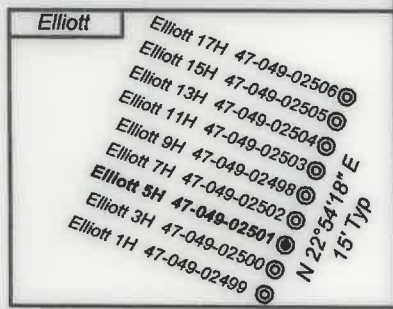 Elliott
Elliott 17H 47-049-02506
Elliott 15H 47-049-02505
Elliott 13H 47-049-02504
Elliott 11H 47-049-02503
Elliott 9H 47-049-02498
Elliott 7H 47-049-02502
Elliott 5H 47-049-02501
Elliott 3H 47-049-02500
Elliott 1H 47-049-02499
N 22°54'18" E
15' Typ